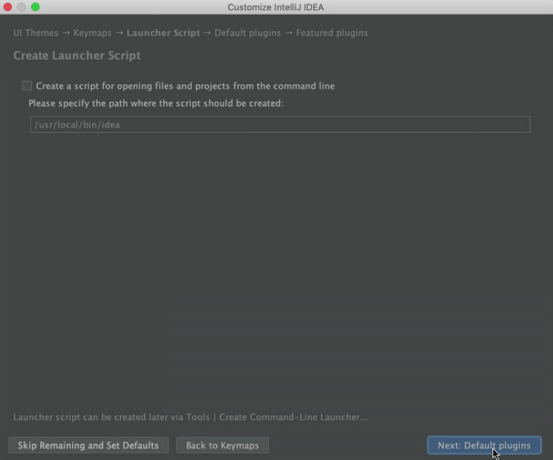 Customize IntelliJ IDEA
UI Themes → Keymaps → Launcher Script → Default plugins → Featured plugins
Create Launcher Script
Create a script for opening files and projects from the command line
Please specify the path where the script should be created:
/usr/local/bin/idea
Launcher script can be created later via Tools | Create Command-Line Launcher...
Skip Remaining and Set Defaults
Back to Keymaps
Next: Default plugins